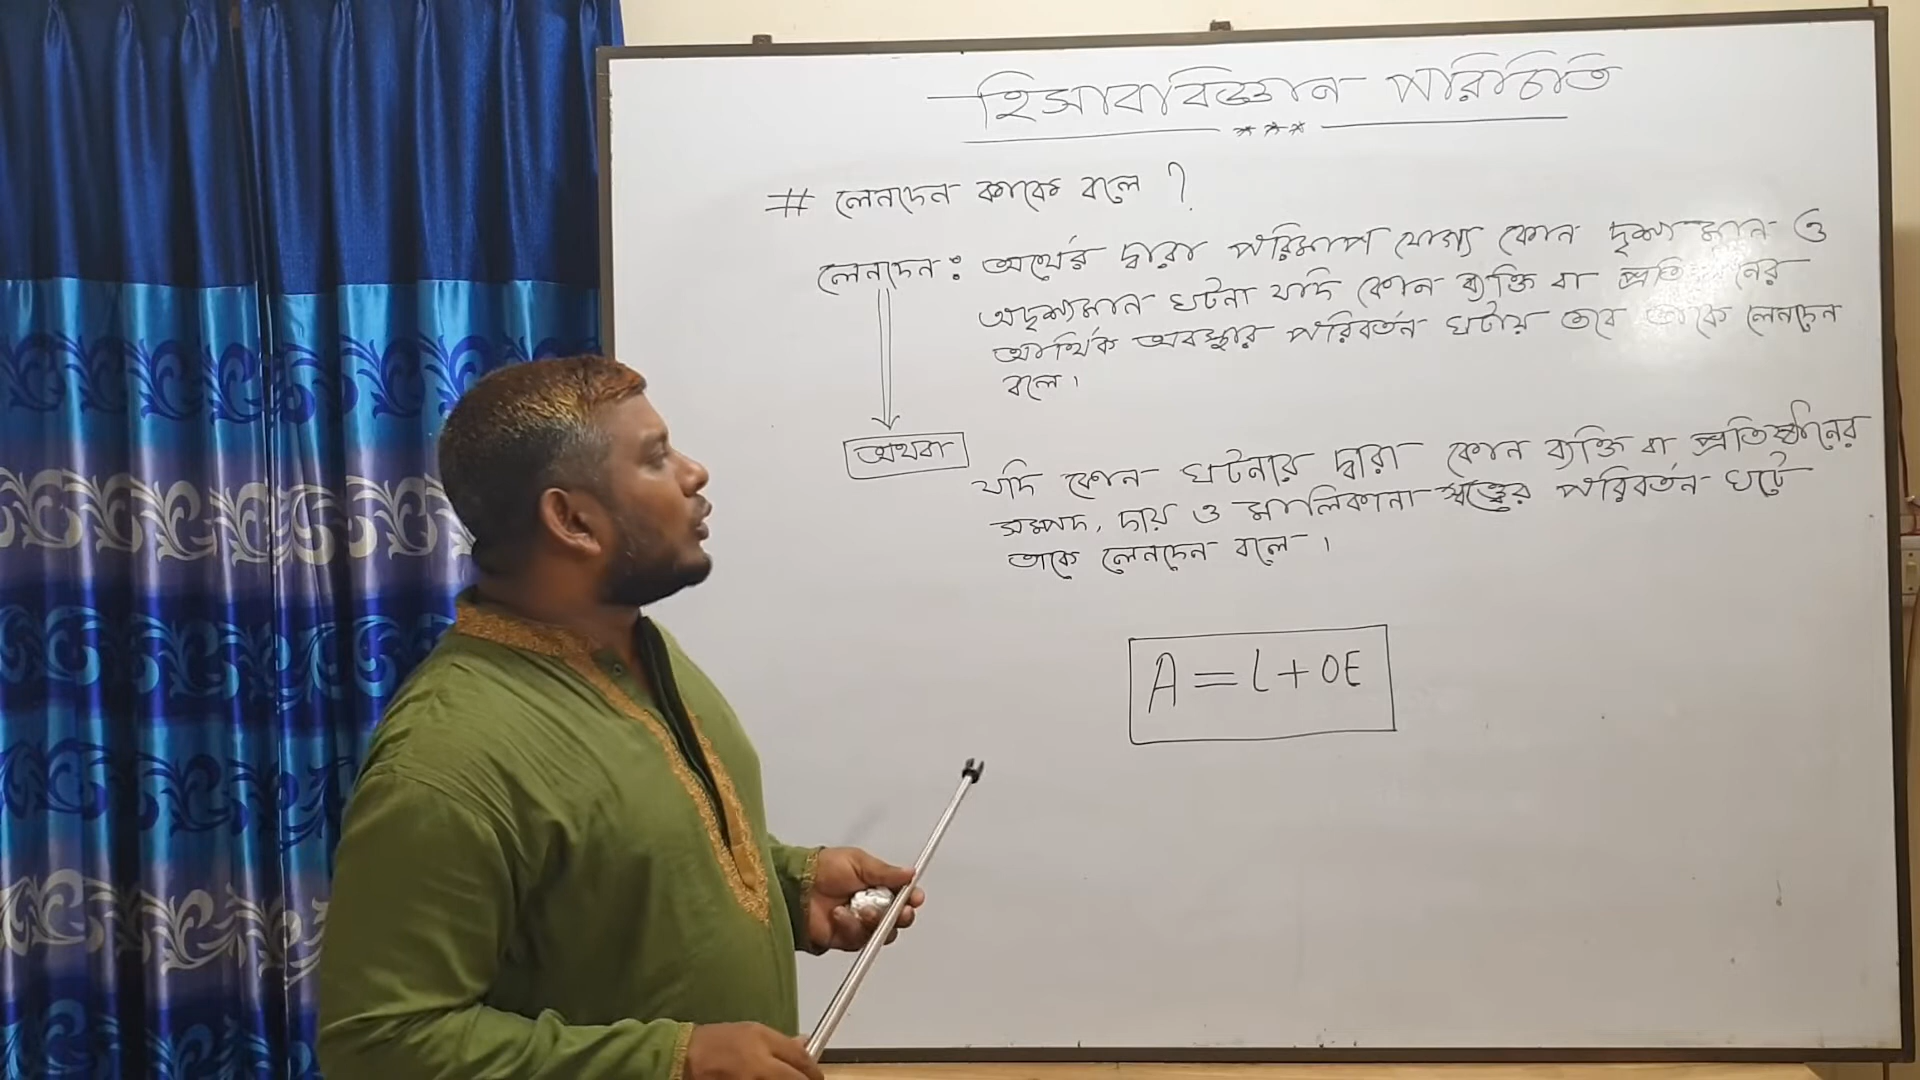 হিসাববিজ্ঞান পরিচিতি
# লেনদেন কাকে বলে ?
লেনদেন : অর্থের দ্বারা পরিমাপ যোগ্য কোন দৃশ্যমান ও
অদৃশ্যমান ঘটনা যদি কোন ব্যক্তি বা
আর্থিক অবস্থার পরিবর্তন ঘটায় তবে তাকে লেনদেন
বলে।
অথবা
যদি কোন ঘটনার দ্বারা কোন ব্যক্তি বা প্রতিষ্ঠানের
সম্পদ, দায় ও মালিকানা স্বত্ত্বের পরিবর্তন ঘটে
তাকে লেনদেন বলে।
A = L + OE